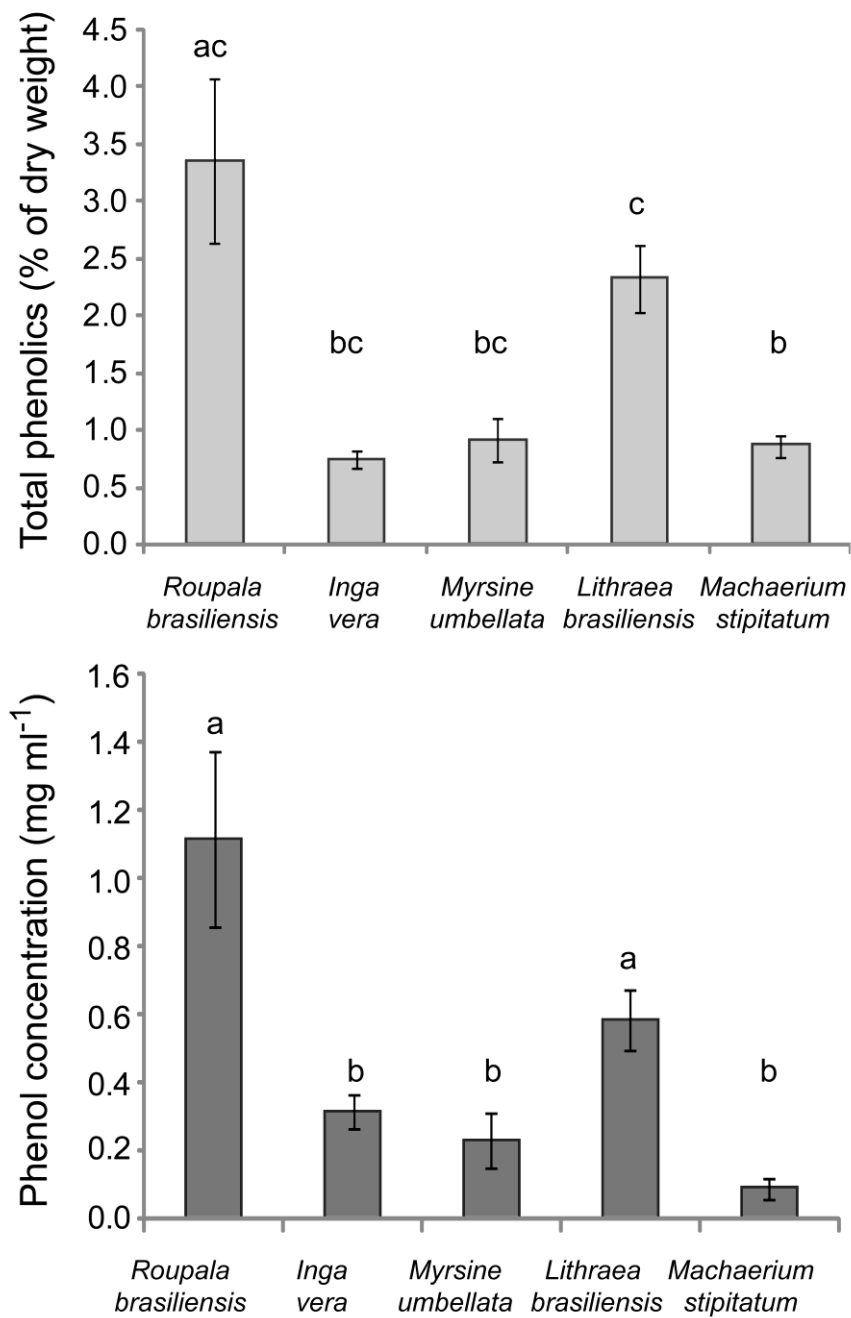 Total phenolics (% of dry weight)
4.5
4.0
3.5
3.0
2.5
2.0
1.5
1.0
0.5
0.0
ac
bc
bc
c
b
Roupala
brasiliensis
Inga
vera
Myrsine
umbellata
Lithraea
brasiliensis
Machaerium
stipitatum
Phenol concentration (mg ml⁻¹)
1.6
1.4
1.2
1.0
0.8
0.6
0.4
0.2
0.0
a
b
b
a
b
Roupala
brasiliensis
Inga
vera
Myrsine
umbellata
Lithraea
brasiliensis
Machaerium
stipitatum